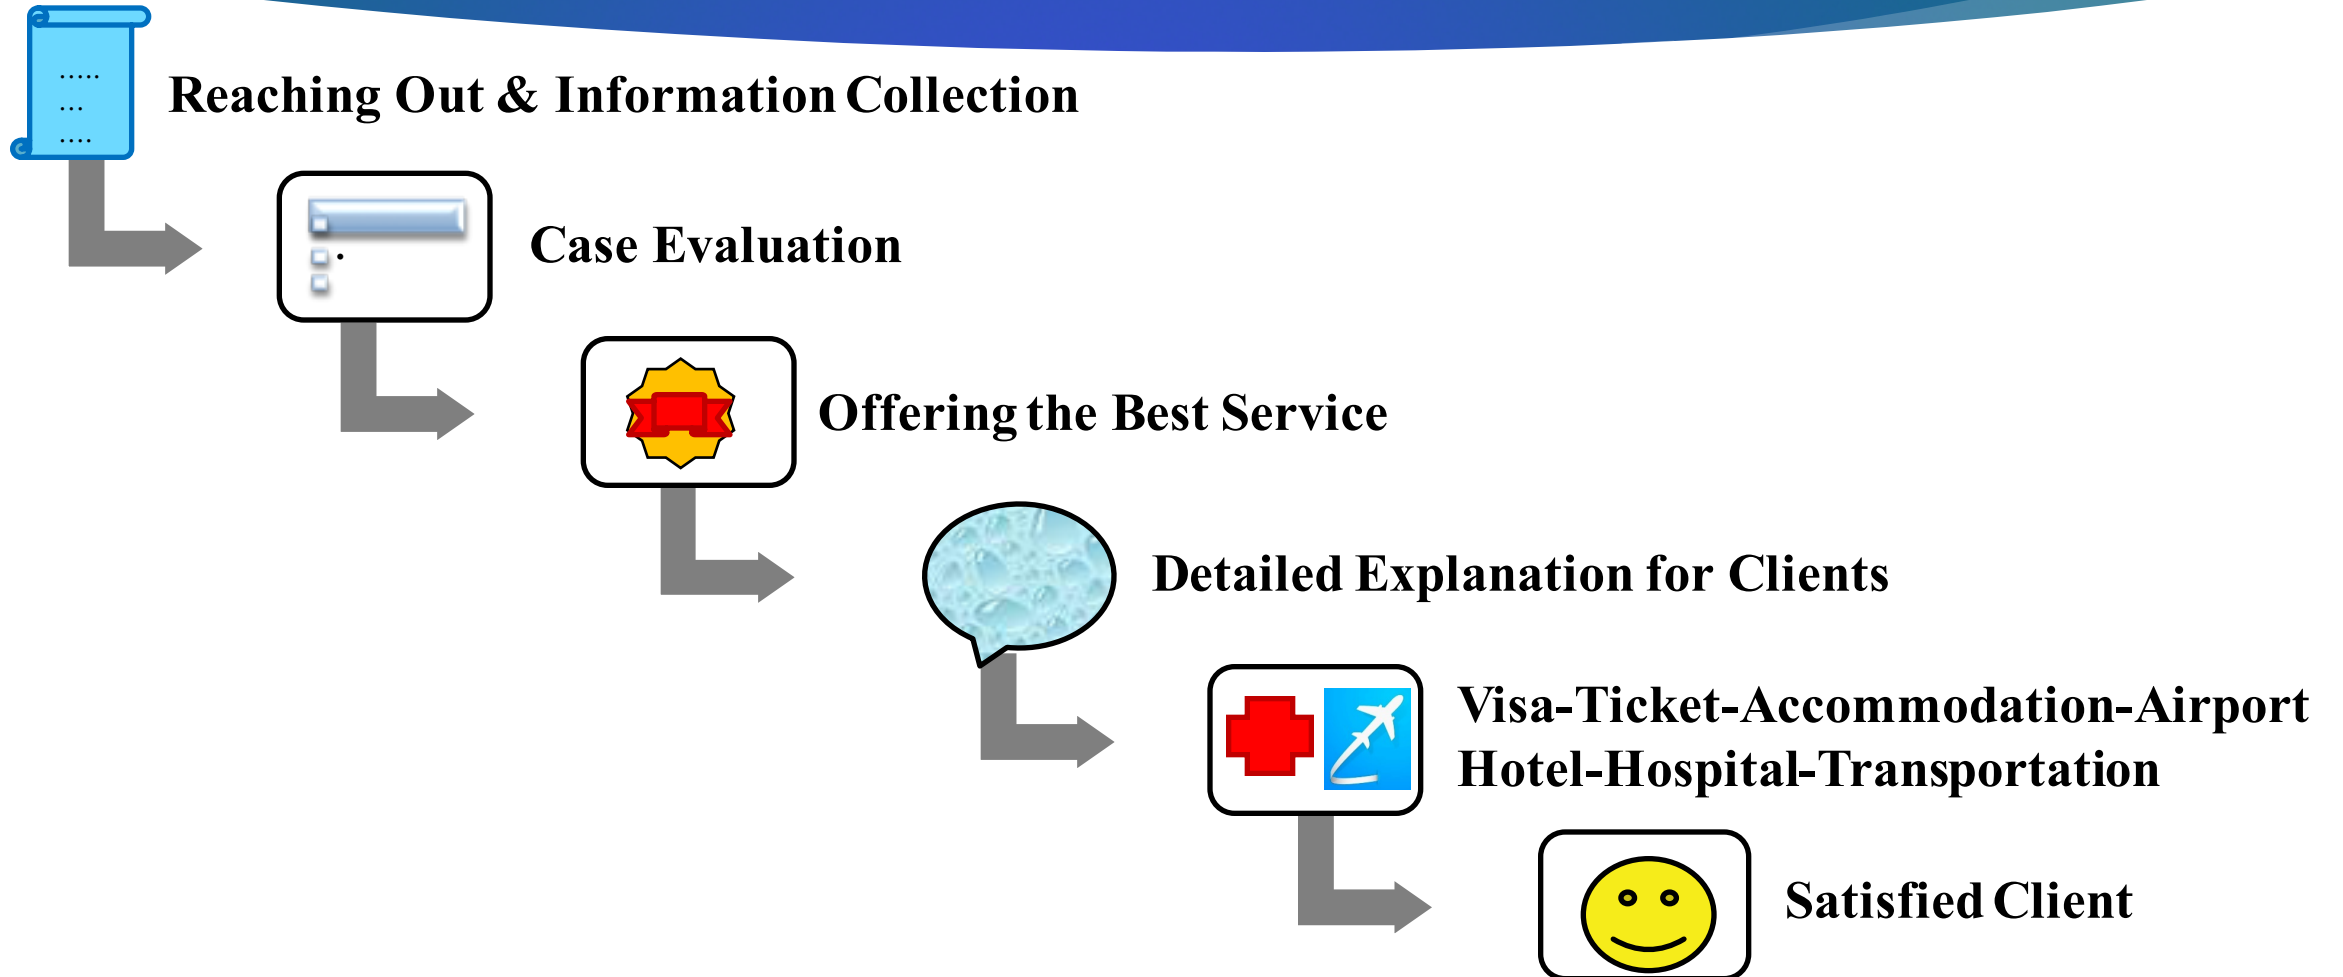 Reaching Out & Information Collection
Case Evaluation
Offering the Best Service
Detailed Explanation for Clients
Visa-Ticket-Accommodation-Airport
Hotel-Hospital-Transportation
Satisfied Client